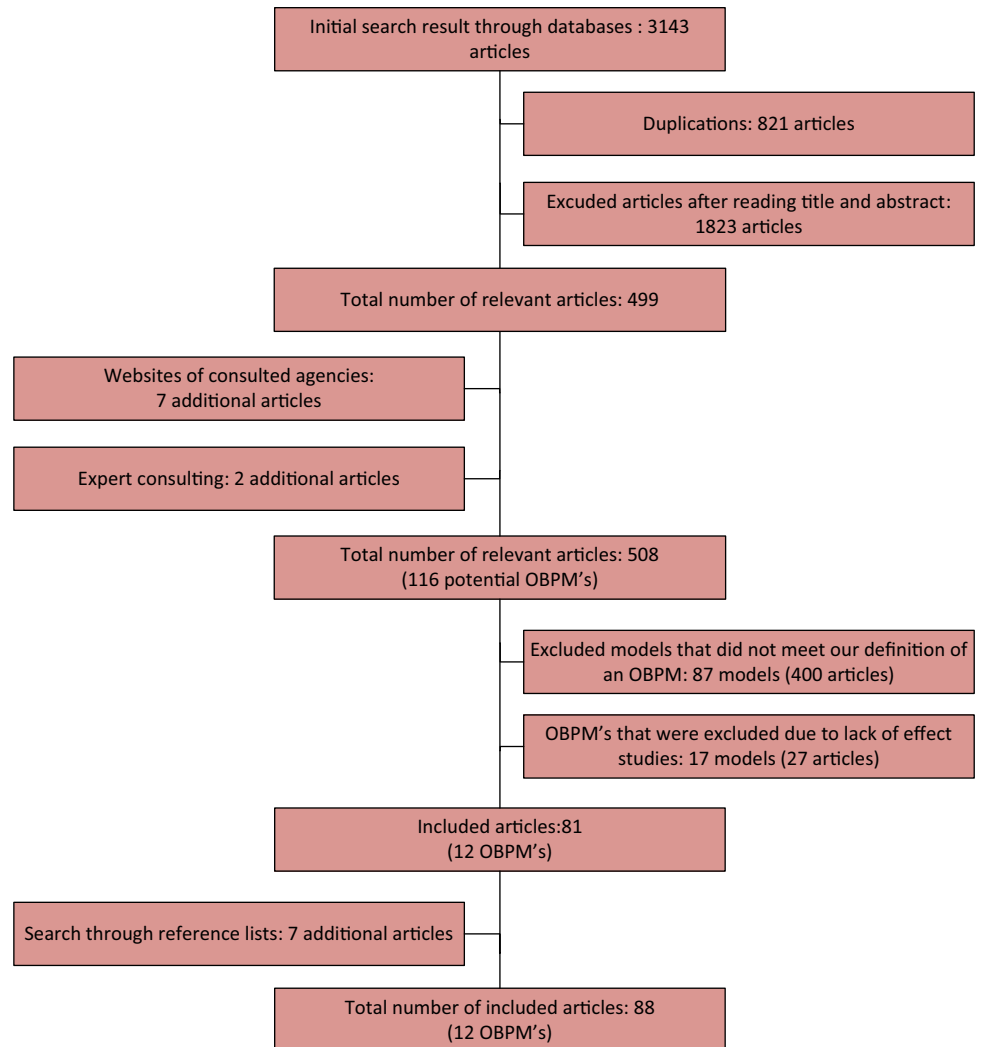 Initial search result through databases : 3143
articles
Duplications: 821 articles
Excuded articles after reading title and abstract:
1823 articles
Total number of relevant articles: 499
Websites of consulted agencies:
7 additional articles
Expert consulting: 2 additional articles
Total number of relevant articles: 508
(116 potential OBPM's)
Excluded models that did not meet our definition of
an OBPM: 87 models (400 articles)
OBPM's that were excluded due to lack of effect
studies: 17 models (27 articles)
Included articles:81
(12 OBPM's)
Search through reference lists: 7 additional articles
Total number of included articles: 88
(12 OBPM's)